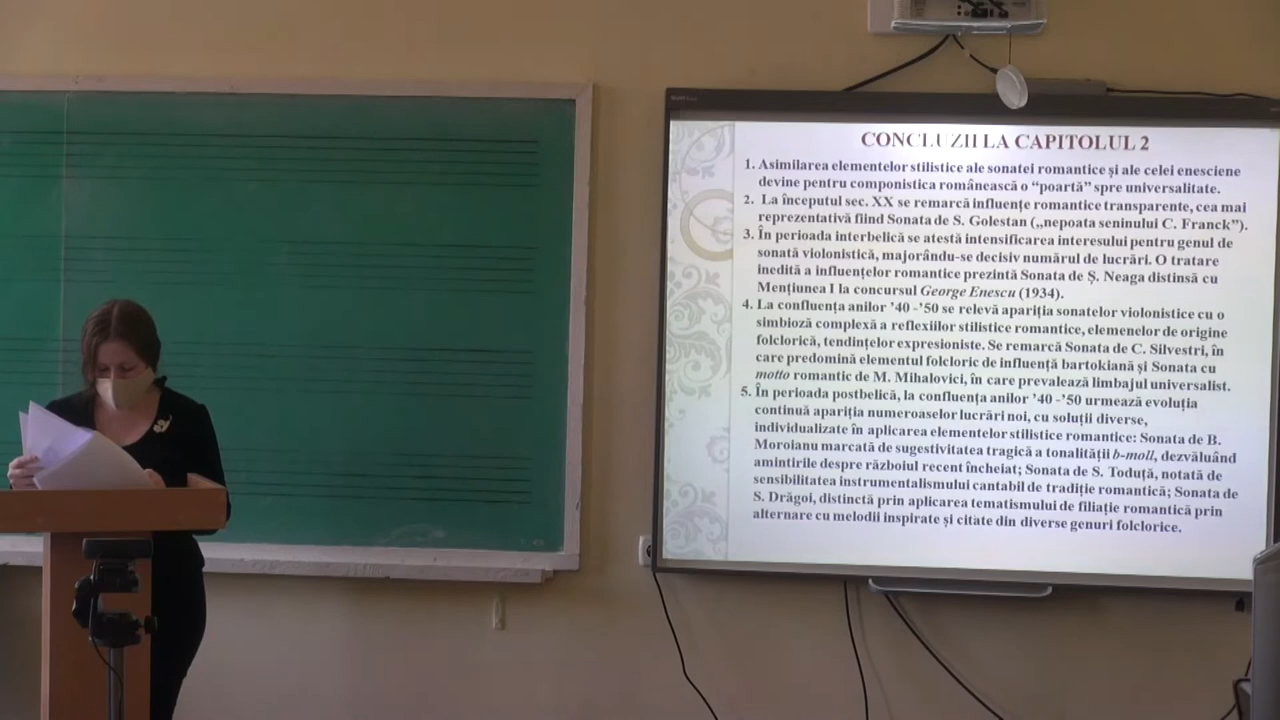 CONCLUZII LA CAPITOLUL 2
1. Asimilarea elementelor stilistice ale sonatei romantice și ale celei enesciene
devine pentru componistica românească o “poartă” spre universalitate.
2. La începutul sec. XX se remarcă influențe romantice transparente, cea mai
reprezentativă fiind Sonata de S. Golestan („nepoata seninului C. Franck”).
3. În perioada interbelică se atestă intensificarea interesului pentru genul de
sonată violonistică, majorându-se decisiv numărul de lucrări. O tratare
inedită a influențelor romantice prezintă Sonata de Ș. Neaga distinsă cu
Mențiunea I la concursul George Enescu (1934).
4. La confluența anilor ’40 -’50 se relevă apariția sonatelor violonistice cu o
simbioză complexă a reflexiilor stilistice romantice, elemenelor de origine
folclorică, tendințelor expresioniste. Se remarcă Sonata de C. Silvestri, în
care predomină elementul folcloric de influență bartokiană și Sonata cu
motto romantic de M. Mihalovici, în care prevalează limbajul universalist.
5. În perioada postbelică, la confluența anilor ’40 -’50 urmează evoluția
continuă apariția numeroaselor lucrări noi, cu soluții diverse,
individualizate în aplicarea elementelor stilistice romantice: Sonata de B.
Moroianu marcată de sugestivitatea tragică a tonalității b-moll, dezvăluând
amintirile despre războiul recent încheiat; Sonata de S. Toduță, notată de
sensibilitatea instrumentalismului cantabil de tradiție romantică; Sonata de
S. Drăgoi, distinctă prin aplicarea tematismului de filiație romantică prin
alternare cu melodii inspirate și citate din diverse genuri folclorice.